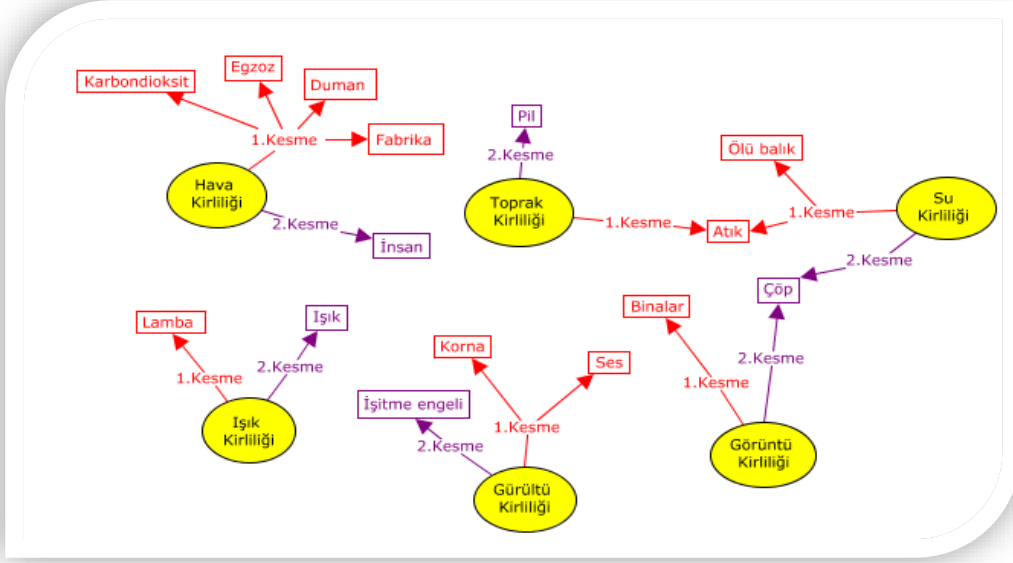 Karbondioksit
Egzoz
Duman
1.Kesme
Fabrika
Hava
Kirliliği
2.Kesme
İnsan
Pil
2.Kesme
Toprak
Kirliliği
1.Kesme
Atık
Ölü balık
1.Kesme
Su
Kirliliği
2.Kesme
Çöp
Lamba
Işık
1.Kesme
2.Kesme
Işık
Kirliliği
Korna
Ses
İşitme engeli
1.Kesme
2.Kesme
Gürültü
Kirliliği
Binalar
2.Kesme
1.Kesme
Görüntü
Kirliliği